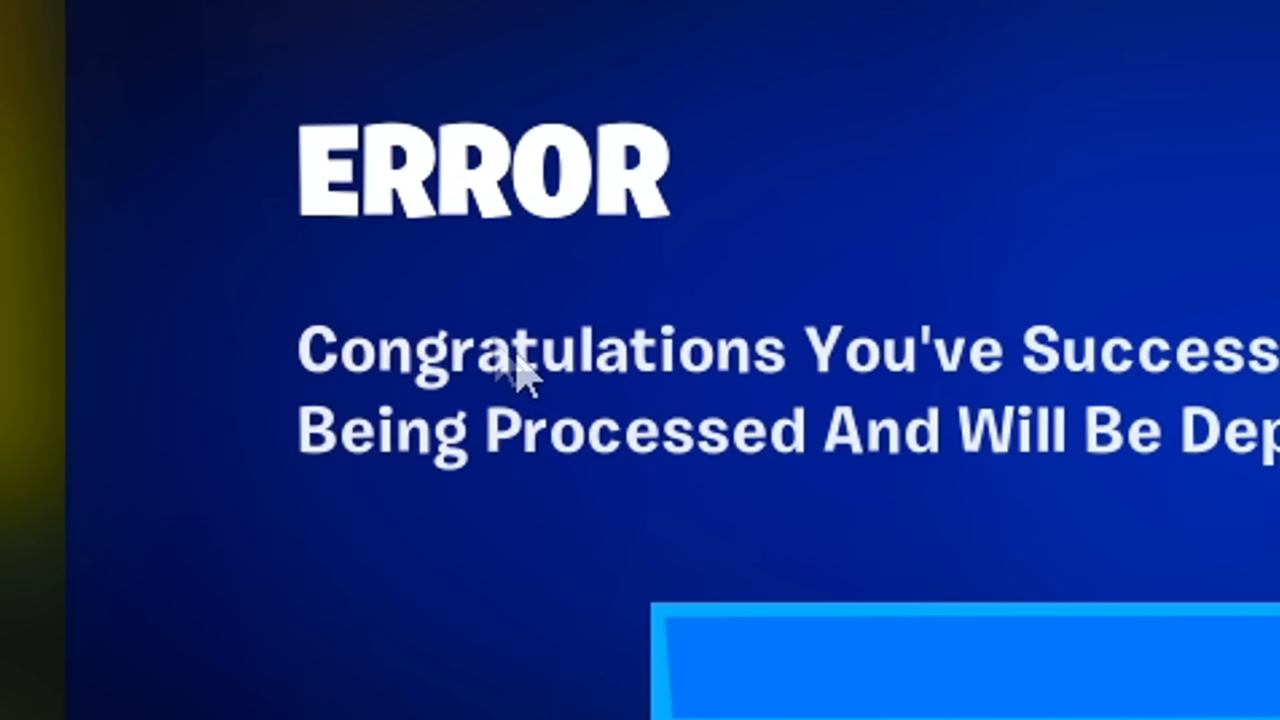 ERROR
Congratulations You've Success
Being Processed And Will Be Dep